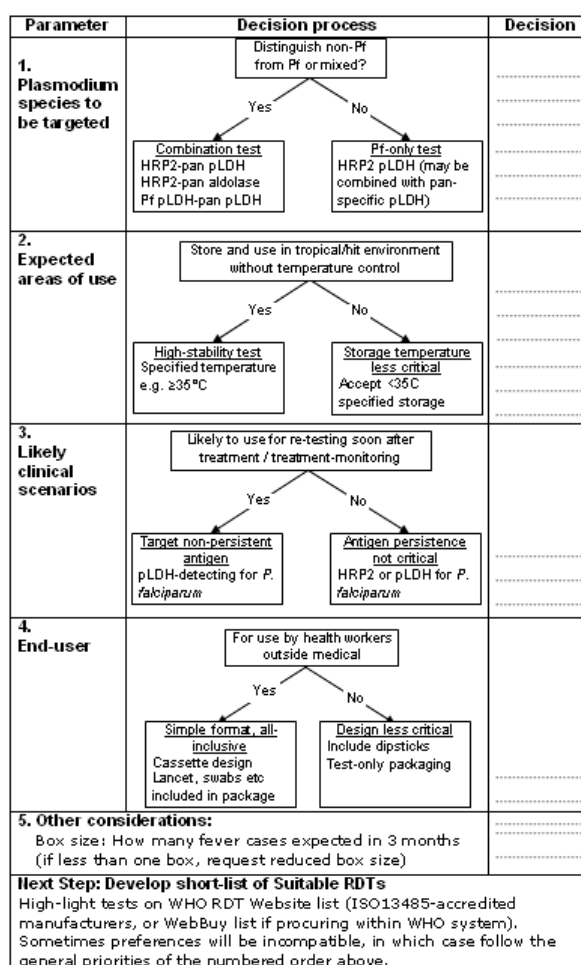 Parameter
Decision process
Decision
1.
Plasmodium
species to
be targeted
Distinguish non-Pf
from Pf or mixed?
Yes
No
Combination test
HRP2-pan pLDH
HRP2-pan aldolase
Pf pLDH-pan pLDH
Pf-only test
HRP2 pLDH (may be
combined with pan-
specific pLDH)
2.
Expected
areas of use
Store and use in tropical/hit environment
without temperature control
Yes
No
High-stability test
Specified temperature
e.g. ≥35°C
Storage temperature
less critical
Accept <35C
specified storage
3.
Likely
clinical
scenarios
Likely to use for re-testing soon after
treatment / treatment-monitoring
Yes
No
Target non-persistent
antigen
pLDH-detecting for P.
falciparum
Antigen persistence
not critical
HRP2 or pLDH for P.
falciparum
4.
End-user
For use by health workers
outside medical
Yes
No
Simple format, all-
inclusive
Cassette design
Lancet, swabs etc
included in package
Design less critical
Include dipsticks
Test-only packaging
5. Other considerations:
Box size: How many fever cases expected in 3 months
(if less than one box, request reduced box size)
Next Step: Develop short-list of Suitable RDTs
High-light tests on WHO RDT Website list (ISO13485-accredited
manufacturers, or WebBuy list if procuring within WHO system).
Sometimes preferences will be incompatible, in which case follow the
general priorities of the numbered order above.